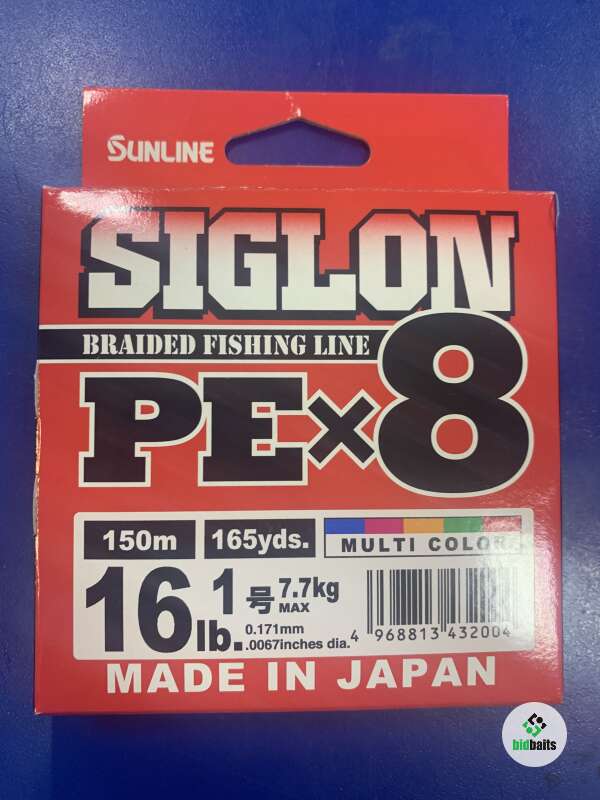 SUNLINE
SIGLON
BRAIDED FISHING LINE
PE×8
150m 165yds. MULTI COLOR
16lb. 1号 7.7kg MAX
0.171mm
.0067inches dia.
4 968813 432004
MADE IN JAPAN
bidbaits